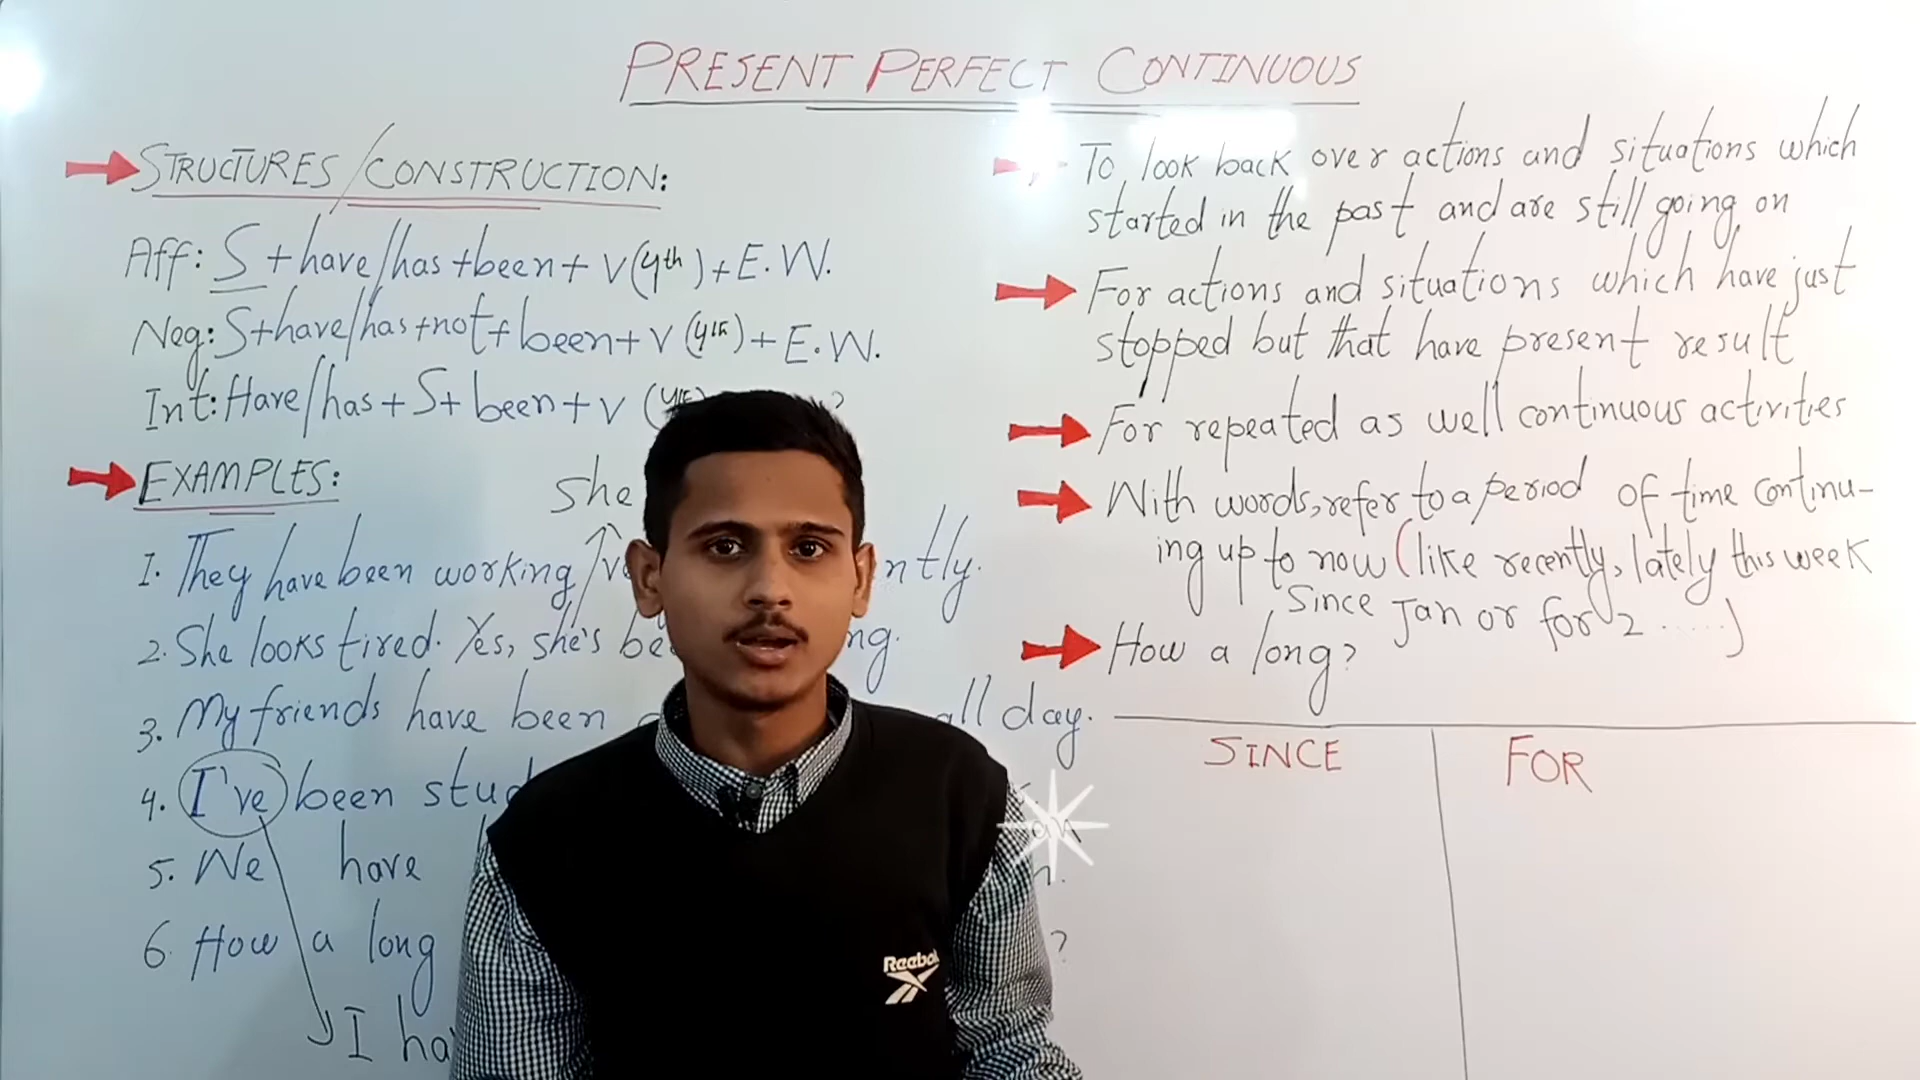 PRESENT PERFECT CONTINUOUS
STRUCTURES/CONSTRUCTION:
Aff: S+have/has+been+V(4th)+E.W.
Neg: S+have/has+not+been+V(4th)+E.W.
Int: Have/has+S+been+V(4th) ?
EXAMPLES:
She
1. They have been working
2. She looks tired. Yes, she's
3. My friends have been all day.
4. I've been
5. We have
6. How a long ?
I
To look back over actions and situations which
started in the past and are still going on
For actions and situations which have just
stopped but that have present result
For repeated as well continuous activities
With words, refer to a period of time continu-
ing up to now (like recently, lately this week
Since Jan or for 2 .....)
How a long?
SINCE
FOR
Reebok